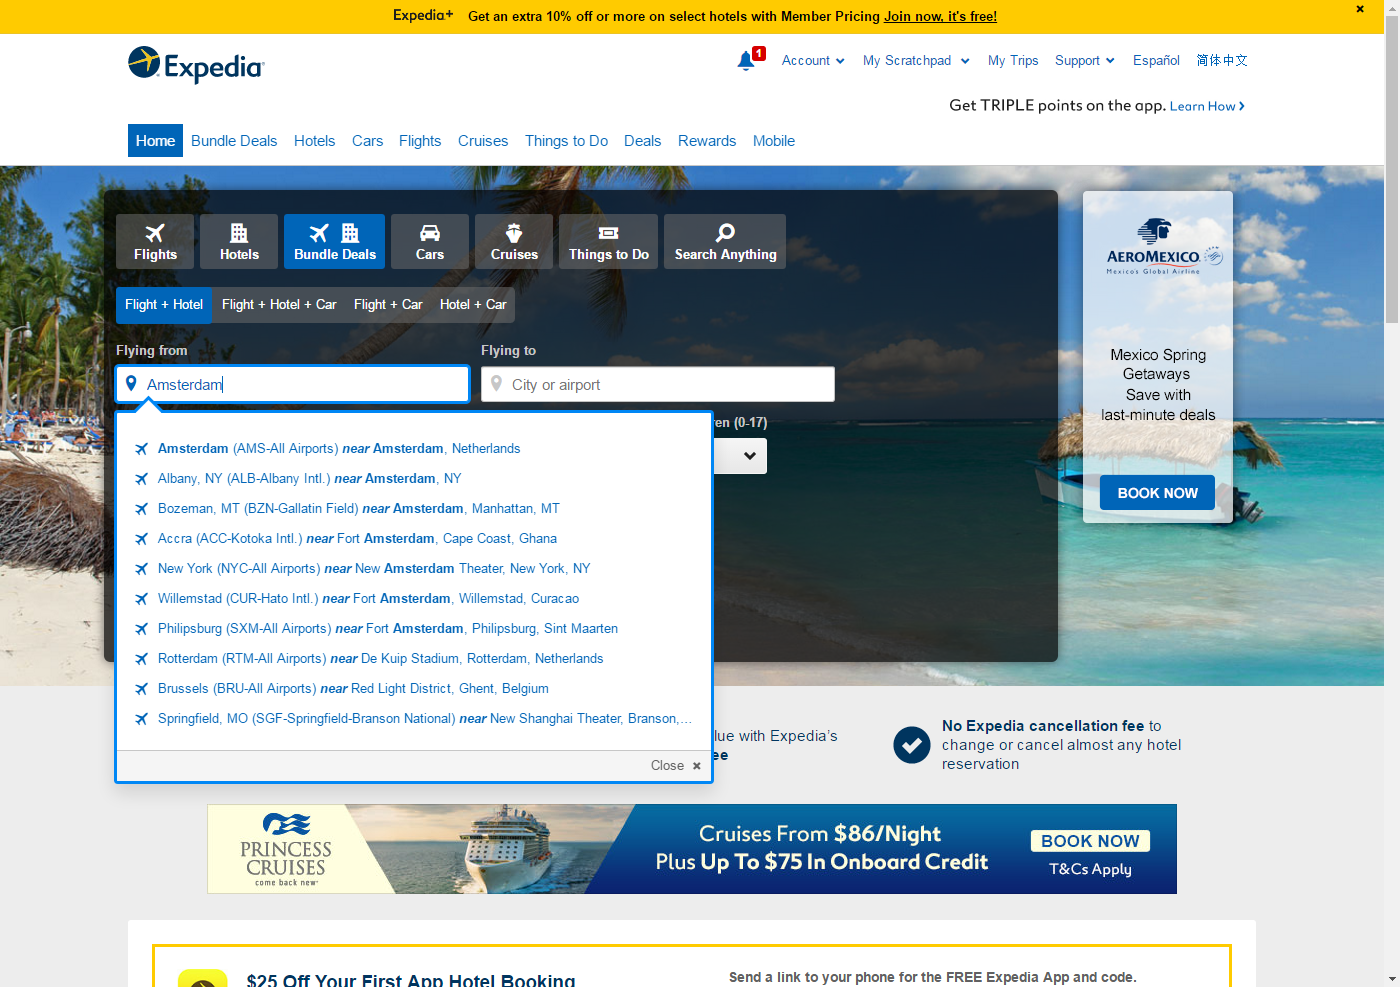 Expedia+ Get an extra 10% off or more on select hotels with Member Pricing Join now, it's free!
Expedia
1
Account
My Scratchpad
My Trips
Support
Español
简体中文
Get TRIPLE points on the app. Learn How
Home
Bundle Deals
Hotels
Cars
Flights
Cruises
Things to Do
Deals
Rewards
Mobile
Flights
Hotels
Bundle Deals
Cars
Cruises
Things to Do
Search Anything
Flight + Hotel
Flight + Hotel + Car
Flight + Car
Hotel + Car
Flying from
Flying to
Amsterdam
City or airport
ren (0-17)
Amsterdam (AMS-All Airports) near Amsterdam, Netherlands
Albany, NY (ALB-Albany Intl.) near Amsterdam, NY
Bozeman, MT (BZN-Gallatin Field) near Amsterdam, Manhattan, MT
Accra (ACC-Kotoka Intl.) near Fort Amsterdam, Cape Coast, Ghana
New York (NYC-All Airports) near New Amsterdam Theater, New York, NY
Willemstad (CUR-Hato Intl.) near Fort Amsterdam, Willemstad, Curacao
Philipsburg (SXM-All Airports) near Fort Amsterdam, Philipsburg, Sint Maarten
Rotterdam (RTM-All Airports) near De Kuip Stadium, Rotterdam, Netherlands
Brussels (BRU-All Airports) near Red Light District, Ghent, Belgium
Springfield, MO (SGF-Springfield-Branson National) near New Shanghai Theater, Branson,...
Close
AEROMEXICO
Mexico's Global Airline
Mexico Spring
Getaways
Save with
last-minute deals
BOOK NOW
lue with Expedia's
ee
No Expedia cancellation fee to
change or cancel almost any hotel
reservation
PRINCESS
CRUISES
come back new
Cruises From $86/Night
Plus Up To $75 In Onboard Credit
BOOK NOW
T&Cs Apply
$25 Off Your First App Hotel Booking
Send a link to your phone for the FREE Expedia App and code.